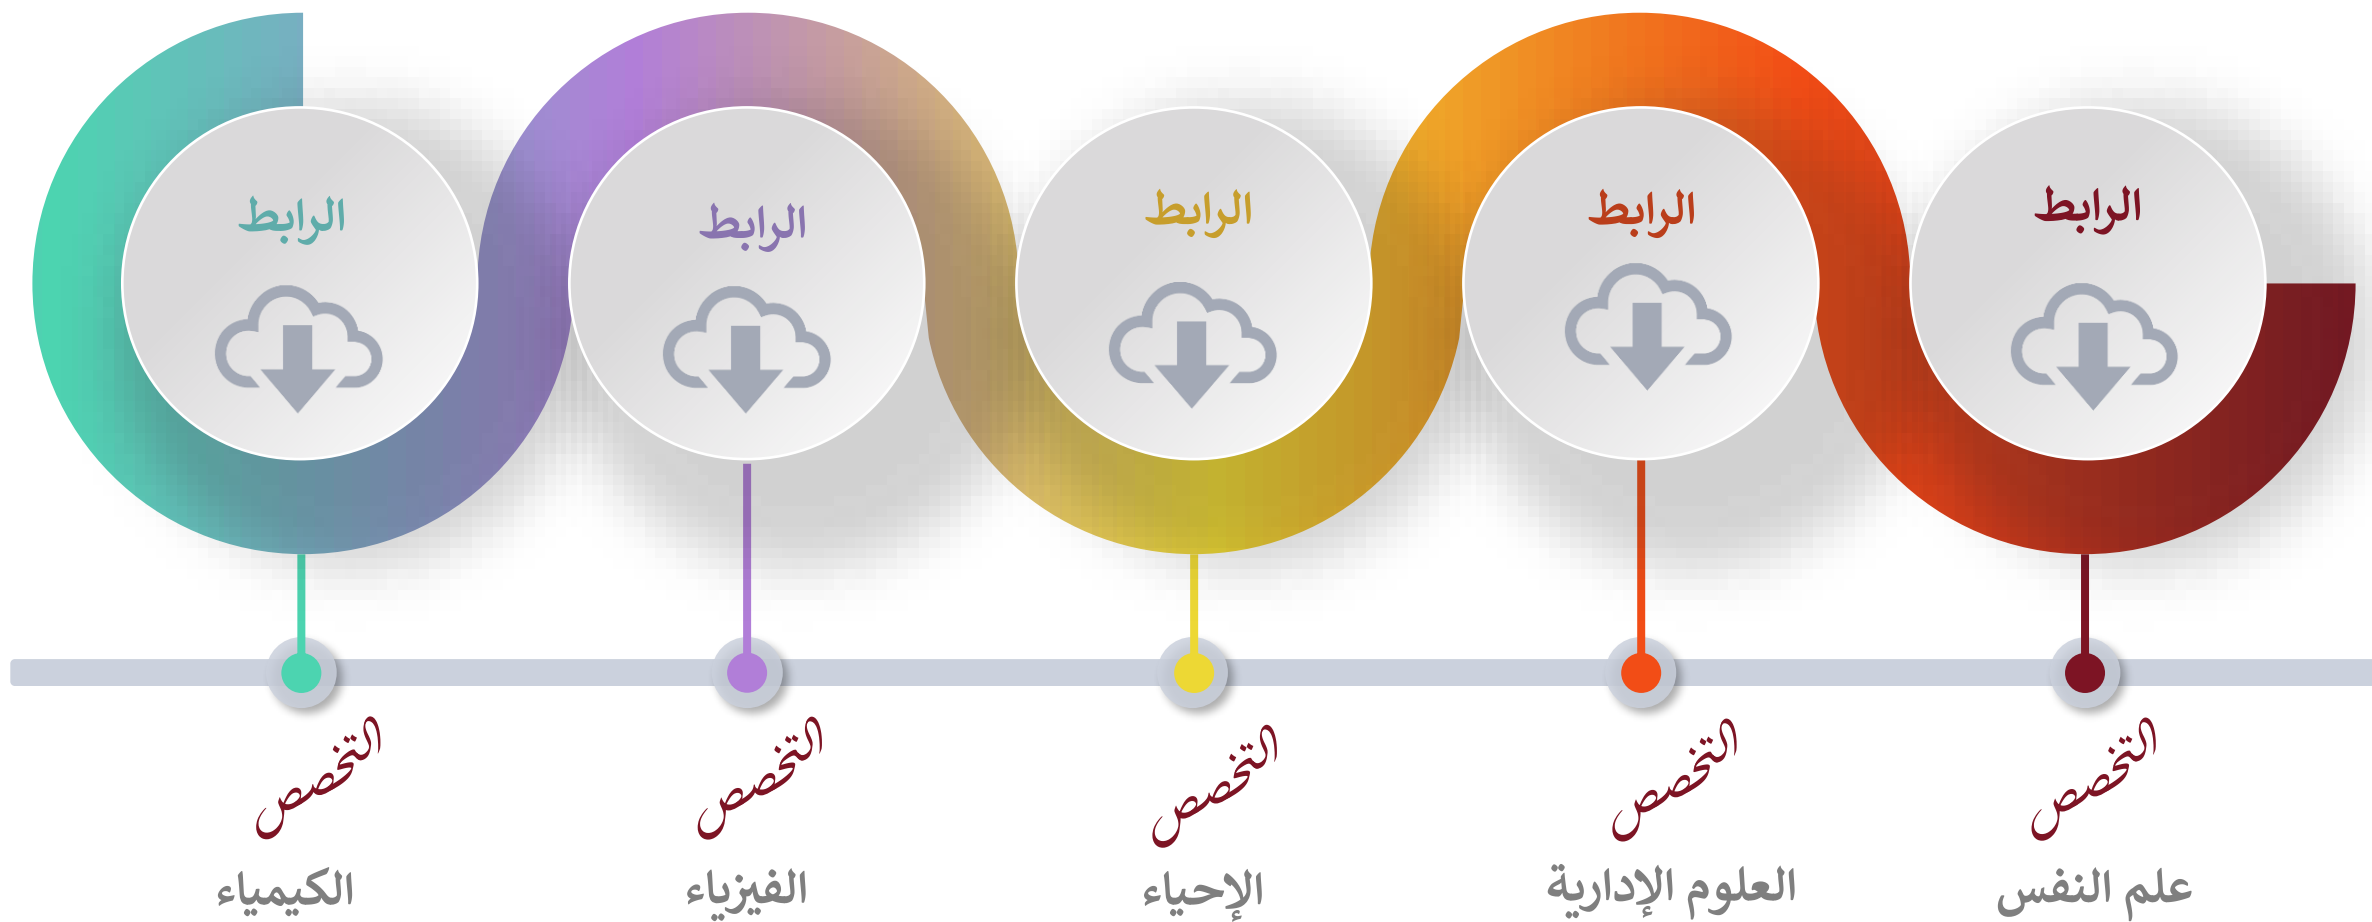 الرابط
الرابط
الرابط
الرابط
الرابط
التخصص
التخصص
التخصص
التخصص
التخصص
علم النفس
العلوم الإدارية
الإحياء
الفيزياء
الكيمياء